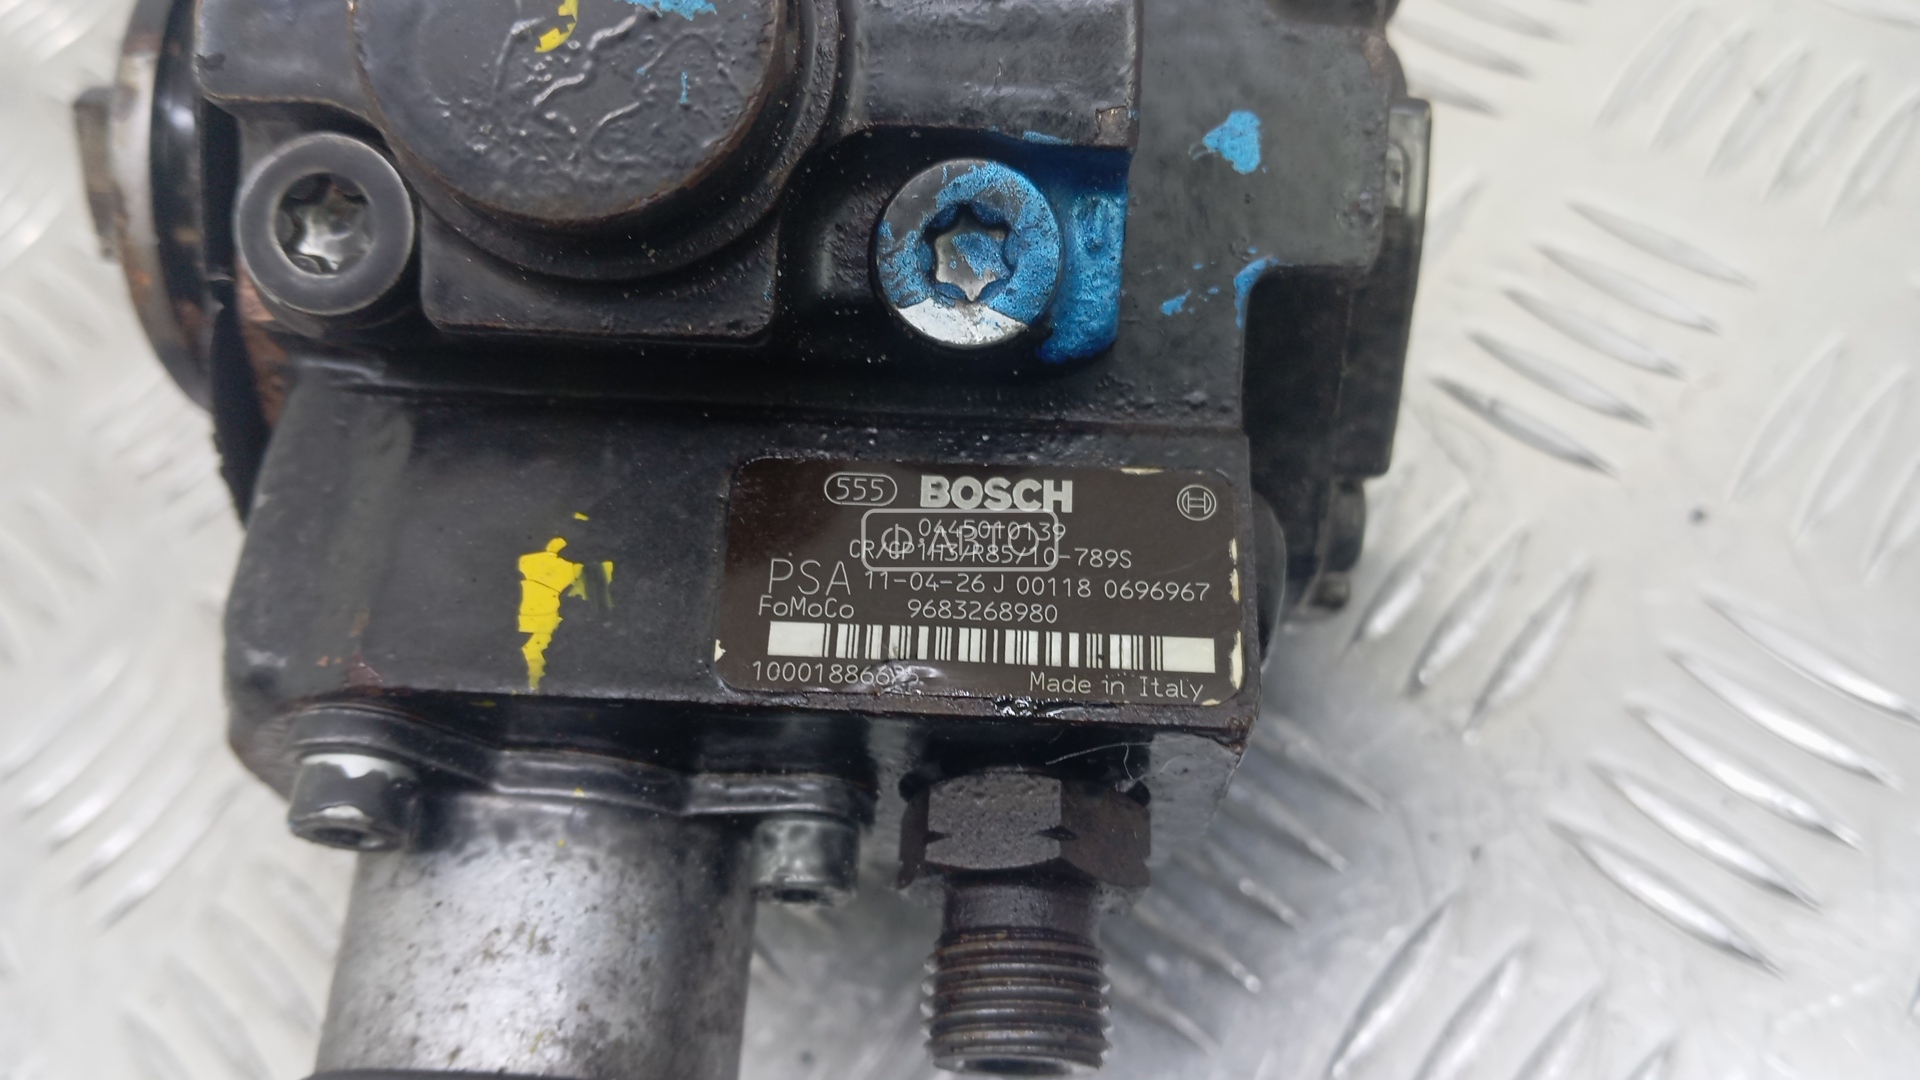 555 BOSCH
0445010139
Ф·АВТО
CR/CP1H3/R85/10-789S
PSA 11-04-26 J 00118 0696967
FoMoCo 9683268980
Made in Italy